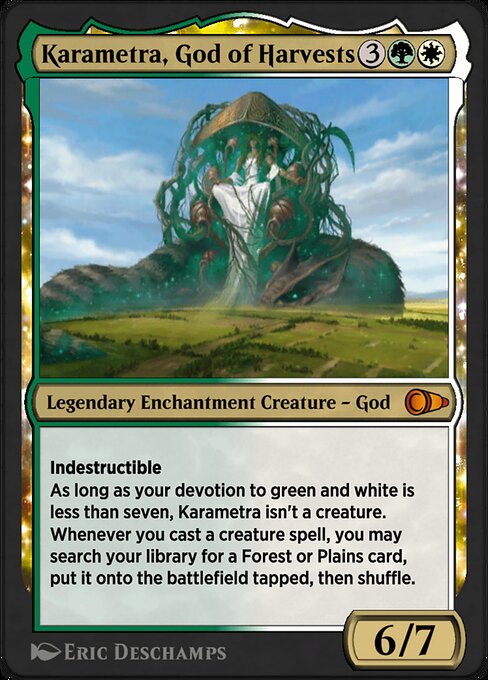 Karametra, God of Harvests 3
Legendary Enchantment Creature – God
Indestructible
As long as your devotion to green and white is
less than seven, Karametra isn't a creature.
Whenever you cast a creature spell, you may
search your library for a Forest or Plains card,
put it onto the battlefield tapped, then shuffle.
6/7
Eric Deschamps